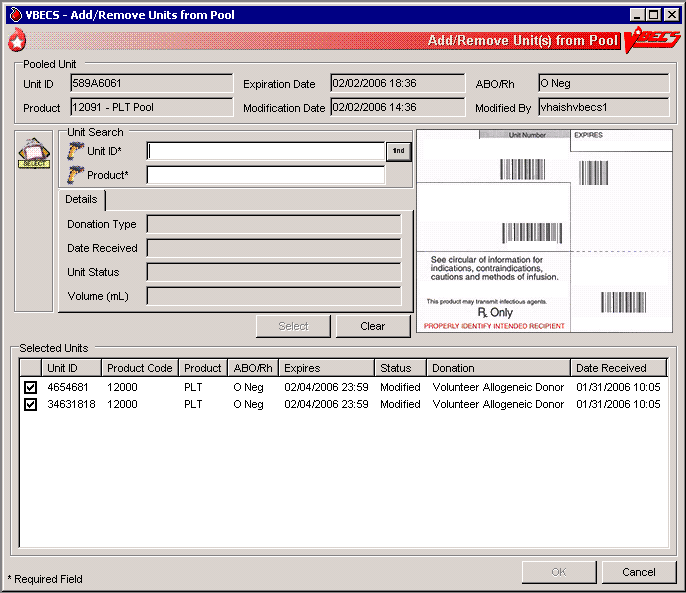 VBECS - Add/Remove Units from Pool
Add/Remove Unit(s) from Pool VBECS
Pooled Unit
Unit ID 589A6061 Expiration Date 02/02/2006 18:36 ABO/Rh O Neg
Product 12091 - PLT Pool Modification Date 02/02/2006 14:36 Modified By vhaishvbecs1
Unit Search
Unit ID*
Product*
SELECT
Details
Donation Type
Date Received
Unit Status
Volume (mL)
Select Clear
Unit Number EXPIRES
See circular of information for
indications, contraindications,
cautions and methods of infusion.
This product may transmit infectious agents.
Rx Only
PROPERLY IDENTIFY INTENDED RECIPIENT
Selected Units
Unit ID Product Code Product ABO/Rh Expires Status Donation Date Received
4654681 12000 PLT O Neg 02/04/2006 23:59 Modified Volunteer Allogeneic Donor 01/31/2006 10:05
34631818 12000 PLT O Neg 02/04/2006 23:59 Modified Volunteer Allogeneic Donor 01/31/2006 10:05
* Required Field
OK Cancel